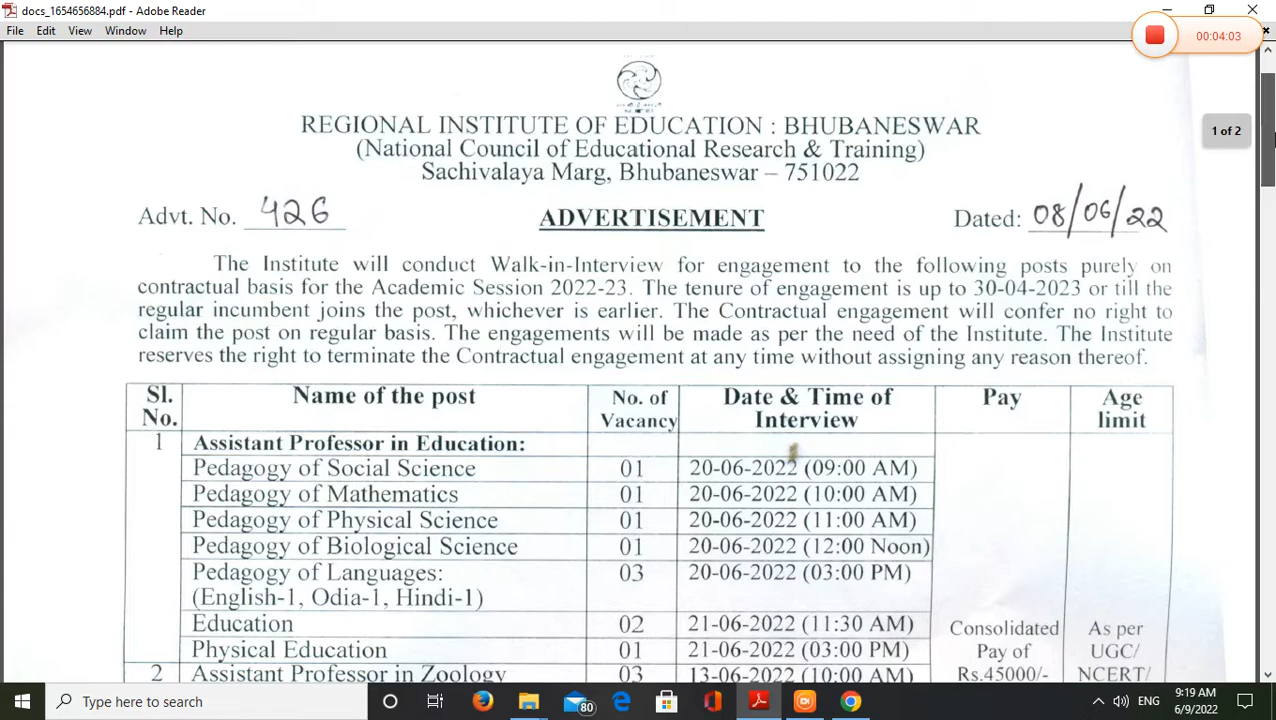 docs_1654656884.pdf - Adobe Reader
File Edit View Window Help
00:04:03
1 of 2
REGIONAL INSTITUTE OF EDUCATION : BHUBANESWAR
(National Council of Educational Research & Training)
Sachivalaya Marg, Bhubaneswar – 751022
Advt. No. 426 ADVERTISEMENT Dated: 08/06/22
The Institute will conduct Walk-in-Interview for engagement to the following posts purely on
contractual basis for the Academic Session 2022-23. The tenure of engagement is up to 30-04-2023 or till the
regular incumbent joins the post, whichever is earlier. The Contractual engagement will confer no right to
claim the post on regular basis. The engagements will be made as per the need of the Institute. The Institute
reserves the right to terminate the Contractual engagement at any time without assigning any reason thereof.
Sl. No. Name of the post No. of Vacancy Date & Time of Interview Pay Age limit
1 Assistant Professor in Education:
Pedagogy of Social Science 01 20-06-2022 (09:00 AM)
Pedagogy of Mathematics 01 20-06-2022 (10:00 AM)
Pedagogy of Physical Science 01 20-06-2022 (11:00 AM)
Pedagogy of Biological Science 01 20-06-2022 (12:00 Noon)
Pedagogy of Languages: 03 20-06-2022 (03:00 PM)
(English-1, Odia-1, Hindi-1)
Education 02 21-06-2022 (11:30 AM) Consolidated As per
Physical Education 01 21-06-2022 (03:00 PM) Pay of UGC/
2 Assistant Professor in Zoology 03 13-06-2022 (10:00 AM) Rs.45000/- NCERT/
Type here to search
80
ENG
9:19 AM
6/9/2022